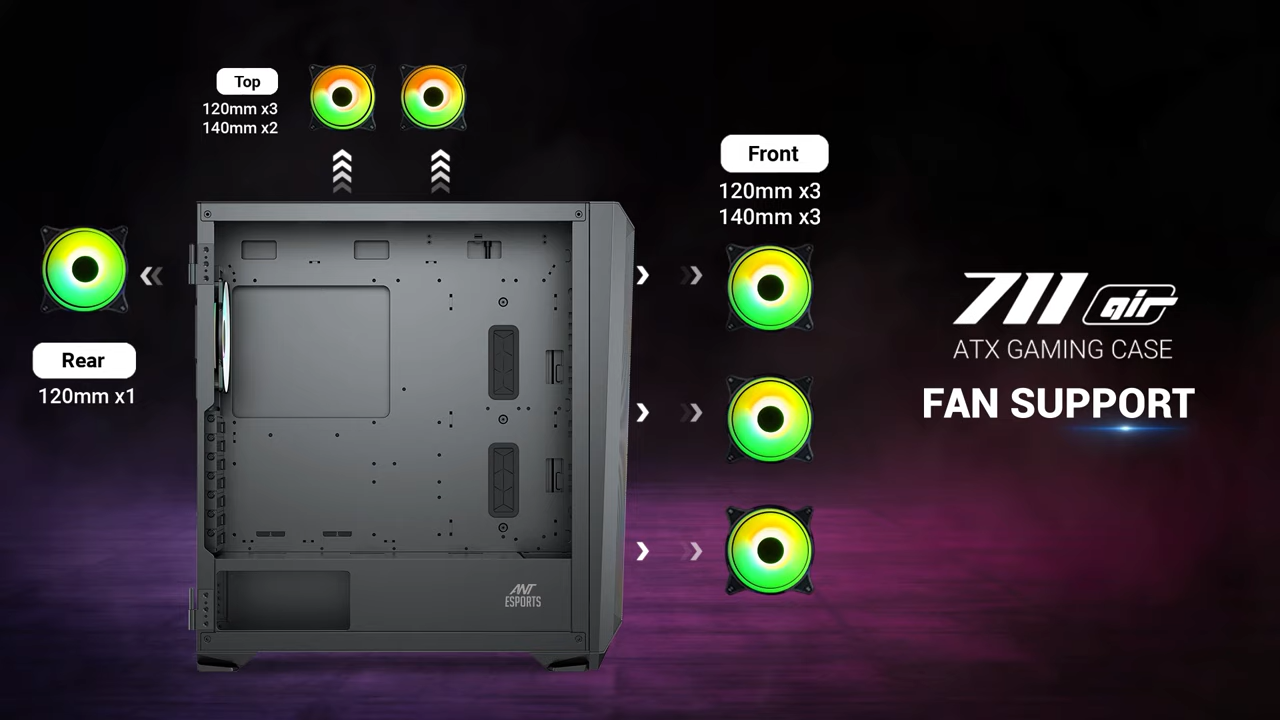 Top
120mm x3
140mm x2
Front
120mm x3
140mm x3
Rear
120mm x1
711 air
ATX GAMING CASE
FAN SUPPORT
ANT
ESPORTS